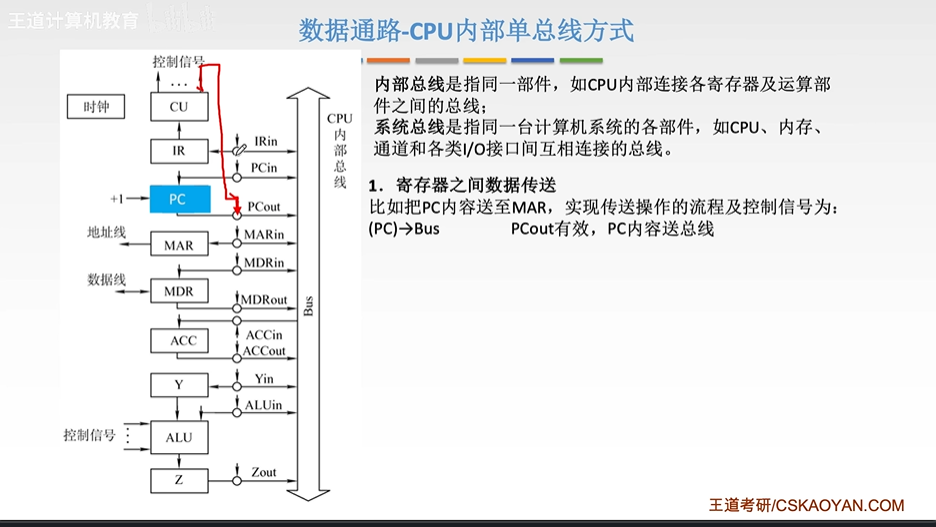 王道计算机教育
数据通路-CPU内部单总线方式
控制信号
...
时钟
CU
IR
IRin
PCin
+1
PC
PCout
地址线
MAR
MARin
MDRin
数据线
MDR
MDRout
ACC
ACCin
ACCout
Y
Yin
ALUin
控制信号
ALU
Z
Zout
Bus
CPU
内
部
总
线
内部总线是指同一部件，如CPU内部连接各寄存器及运算部
件之间的总线；
系统总线是指同一台计算机系统的各部件，如CPU、内存、
通道和各类I/O接口间互相连接的总线。
1．寄存器之间数据传送
比如把PC内容送至MAR，实现传送操作的流程及控制信号为：
(PC)→Bus PCout有效，PC内容送总线
王道考研/CSKAOYAN.COM